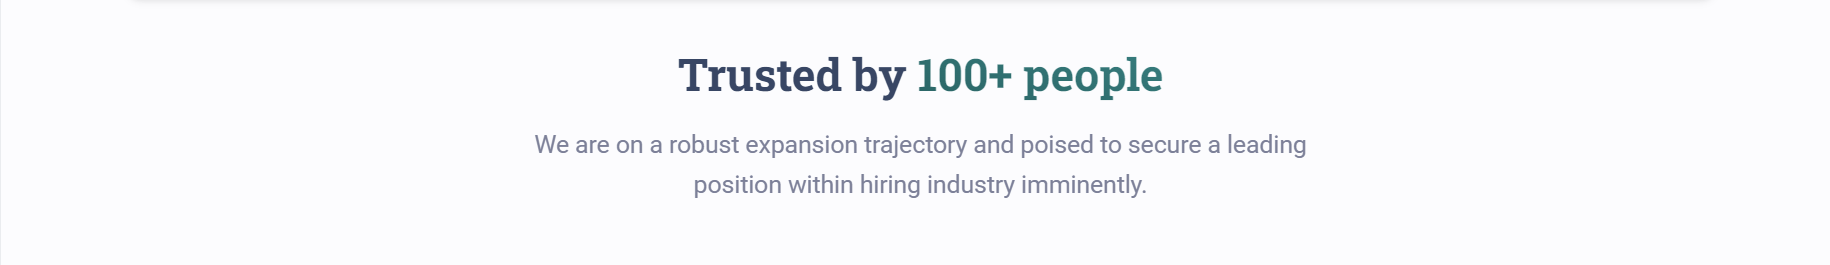 Trusted by 100+ people
We are on a robust expansion trajectory and poised to secure a leading
position within hiring industry imminently.